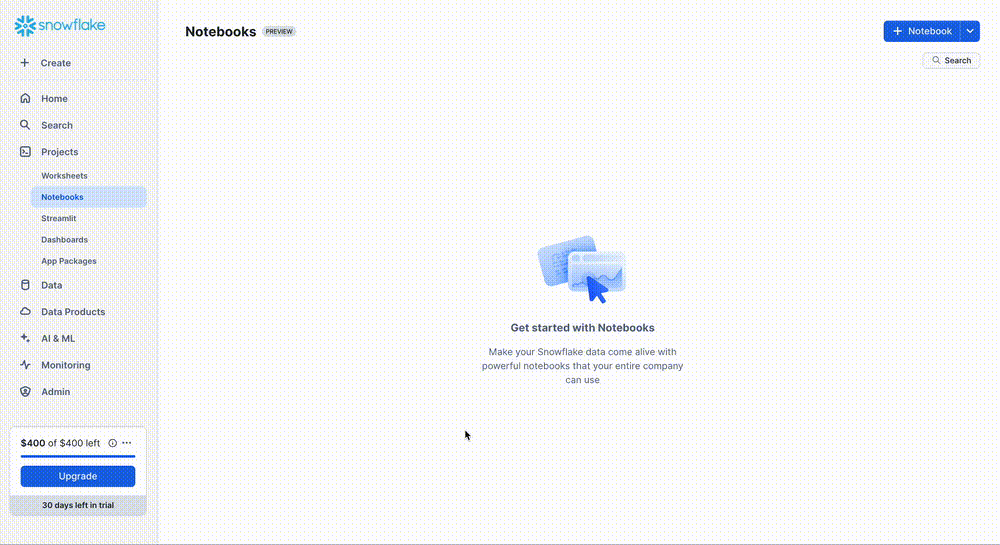 snowflake
Create
Home
Search
Projects
Worksheets
Notebooks
Streamlit
Dashboards
App Packages
Data
Data Products
AI & ML
Monitoring
Admin
$400 of $400 left
Upgrade
30 days left in trial
Notebooks PREVIEW
+ Notebook
Search
Get started with Notebooks
Make your Snowflake data come alive with
powerful notebooks that your entire company
can use